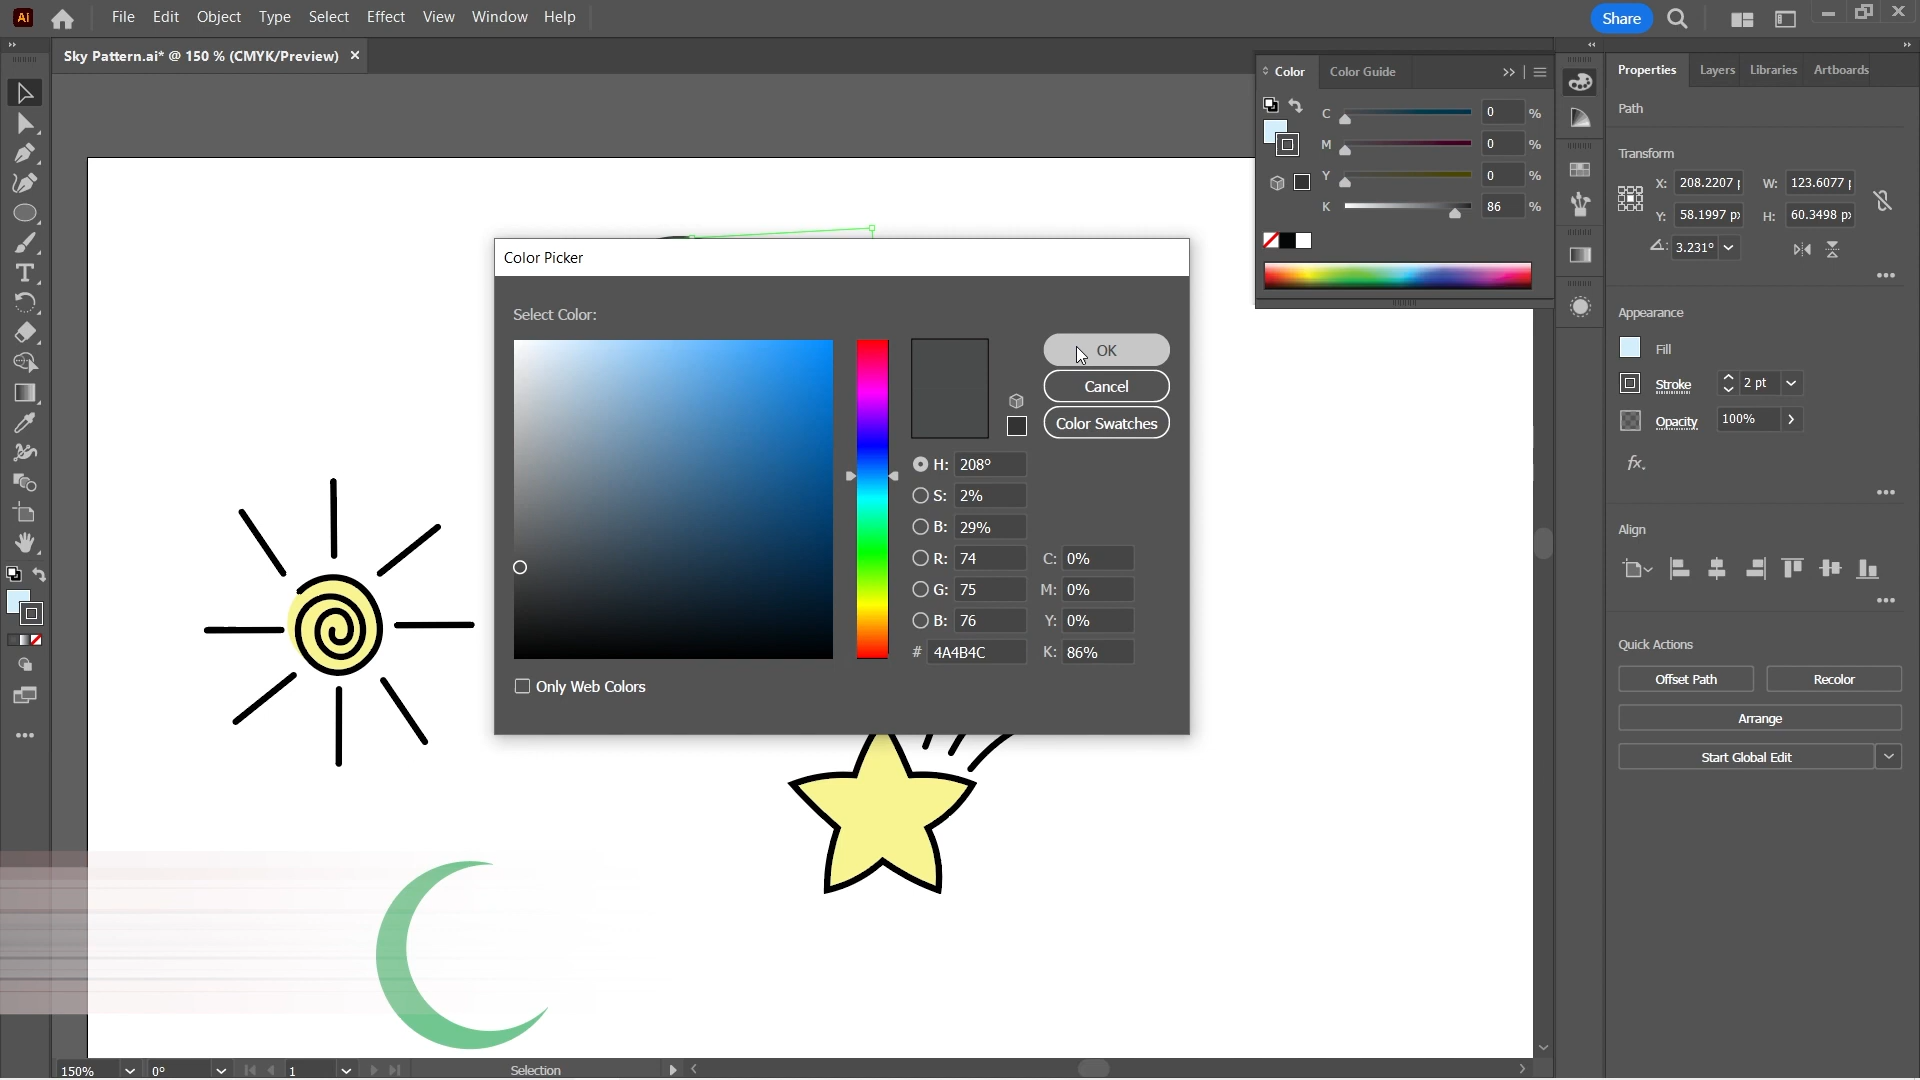 Ai File Edit Object Type Select Effect View Window Help Share
Sky Pattern.ai* @ 150 % (CMYK/Preview) ×
Color Color Guide
C 0 %
M 0 %
Y 0 %
K 86 %
Properties Layers Libraries Artboards
Path
Transform
X: 208.2207 p W: 123.6077 p
Y: 58.1997 px H: 60.3498 px
3.231°
Appearance
Fill
Stroke 2 pt
Opacity 100%
fx.
Align
Quick Actions
Offset Path Recolor
Arrange
Start Global Edit
Color Picker
Select Color:
OK
Cancel
Color Swatches
H: 208°
S: 2%
B: 29%
R: 74 C: 0%
G: 75 M: 0%
B: 76 Y: 0%
# 4A4B4C K: 86%
Only Web Colors
150% 0° 1 Selection